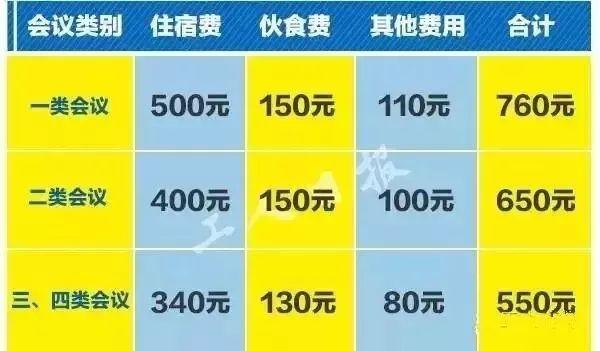 会议类别 住宿费 伙食费 其他费用 合计
一类会议 500元 150元 110元 760元
二类会议 400元 150元 100元 650元
三、四类会议 340元 130元 80元 550元
工人日报